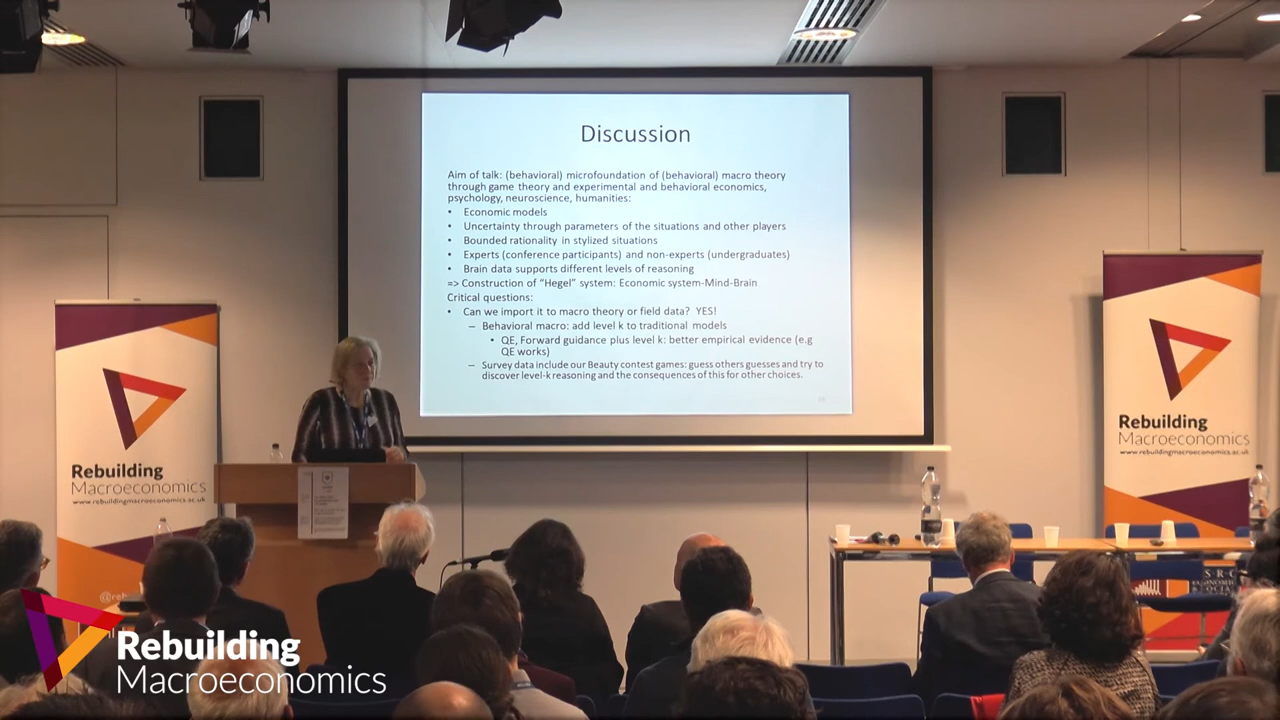 Discussion
Aim of talk: (behavioral) microfoundation of (behavioral) macro theory
through game theory and experimental and behavioral economics,
psychology, neuroscience, humanities:
• Economic models
• Uncertainty through parameters of the situations and other players
• Bounded rationality in stylized situations
• Experts (conference participants) and non-experts (undergraduates)
• Brain data supports different levels of reasoning
=> Construction of “Hegel” system: Economic system-Mind-Brain
Critical questions:
• Can we import it to macro theory or field data? YES!
– Behavioral macro: add level k to traditional models
• QE, Forward guidance plus level k: better empirical evidence (e.g
QE works)
– Survey data include our Beauty contest games: guess others guesses and try to
discover level-k reasoning and the consequences of this for other choices.
Rebuilding
Macroeconomics
www.rebuildingmacroeconomics.ac.uk
Rebuilding
Macroeconomics
www.rebuildingmacroeconomics.ac.uk
@reb
Rebuilding
Macroeconomics